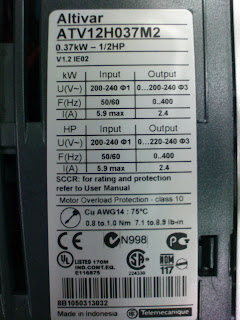 Altivar
ATV12H037M2
0.37kW - 1/2HP
V1.2 IE02
kW Input Output
U(V~) 200-240 Φ1 0...200-240 Φ3
F(Hz) 50/60 0...400
I(A) 5.9 max 2.4
HP Input Output
U(V~) 200-240 Φ1 0...220-240 Φ3
F(Hz) 50/60 0...400
I(A) 5.9 max 2.4
SCCR: for rating and protection
refer to User Manual
Motor Overload Protection - class 10
Cu AWG14 : 75°C
0.8 to 1.0 Nm 7.1 to 8.9 lb-in
CE N998
UL LISTED 179M
IND.CONT.EQ.
E116875
224339
NOM
117
8B1050313032
Made in Indonesia Telemecanique